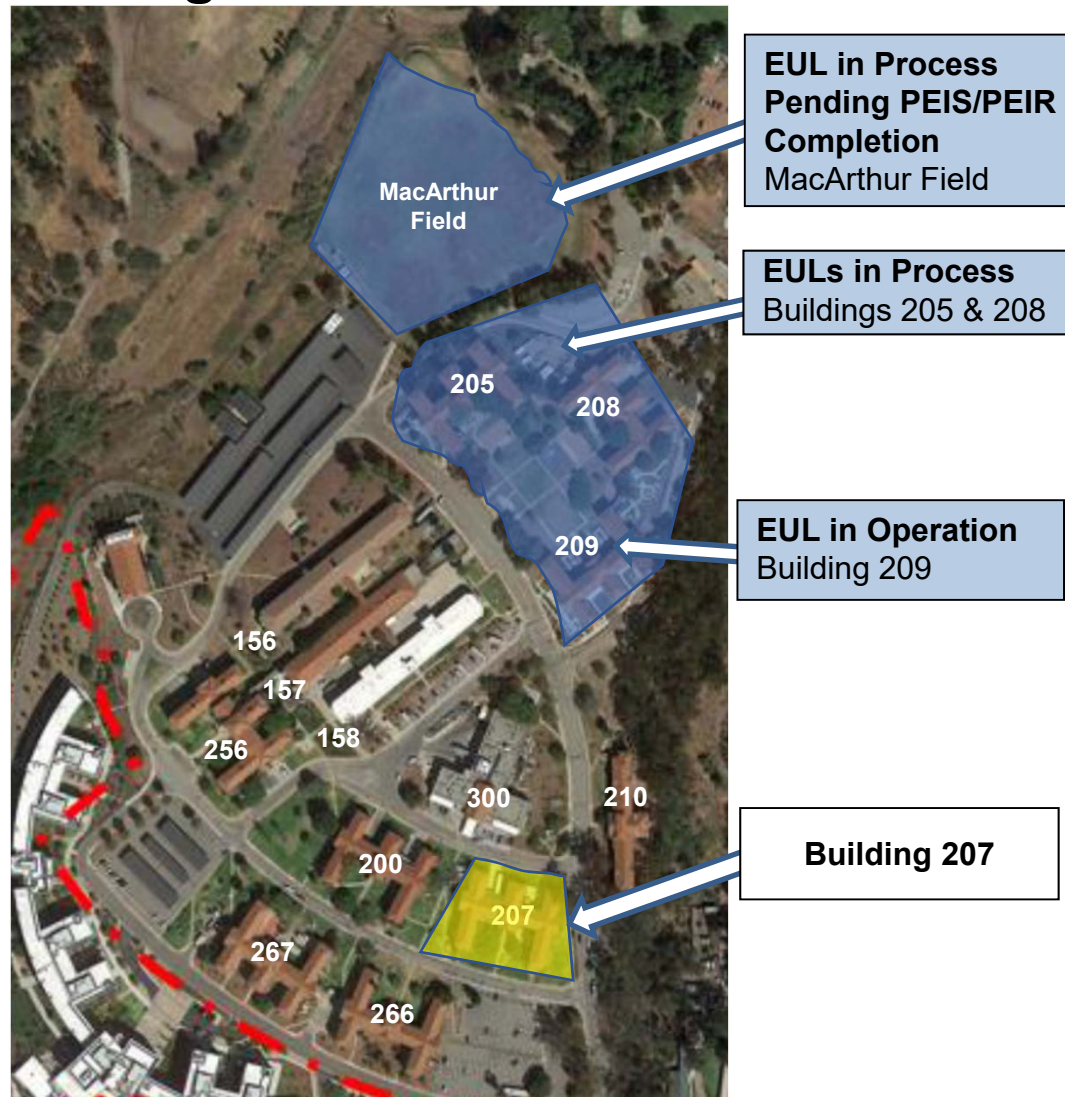 EUL in Process
Pending PEIS/PEIR
Completion
MacArthur Field
MacArthur
Field
EULs in Process
Buildings 205 & 208
205
208
EUL in Operation
Building 209
209
156
157
158
256
300
210
200
Building 207
207
267
266